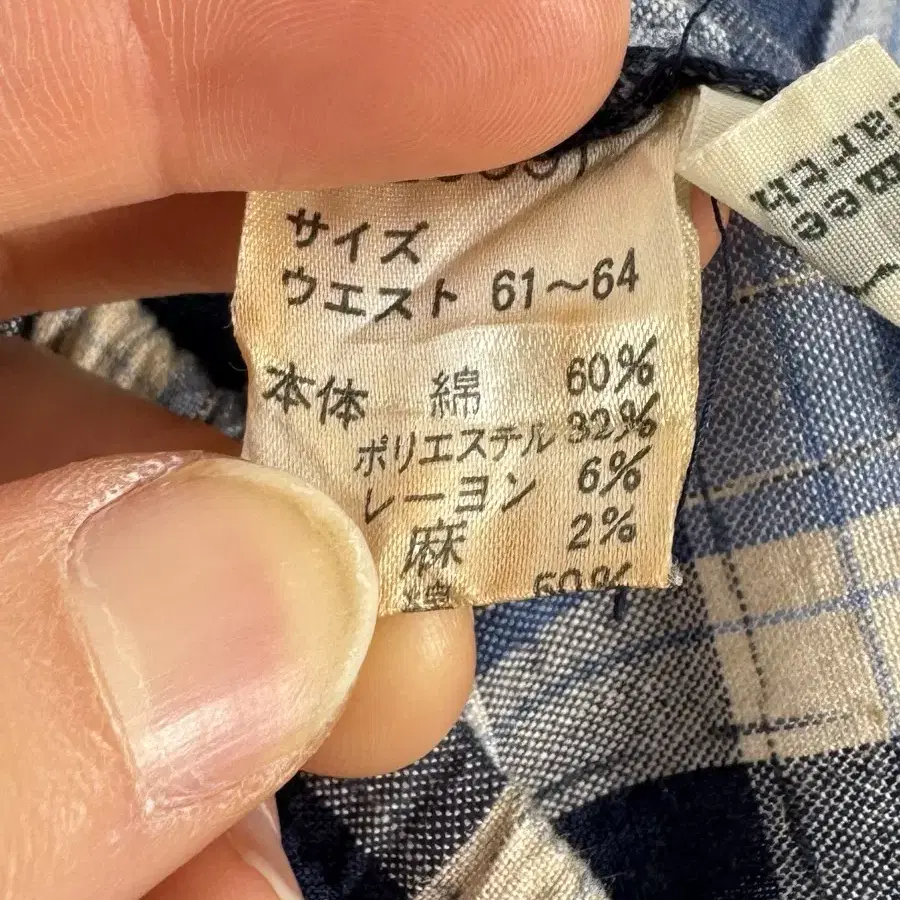 サイズ
ウエスト 61～64
本体 綿 60%
ポリエステル 32%
レーヨン 6%
麻 2%
60%